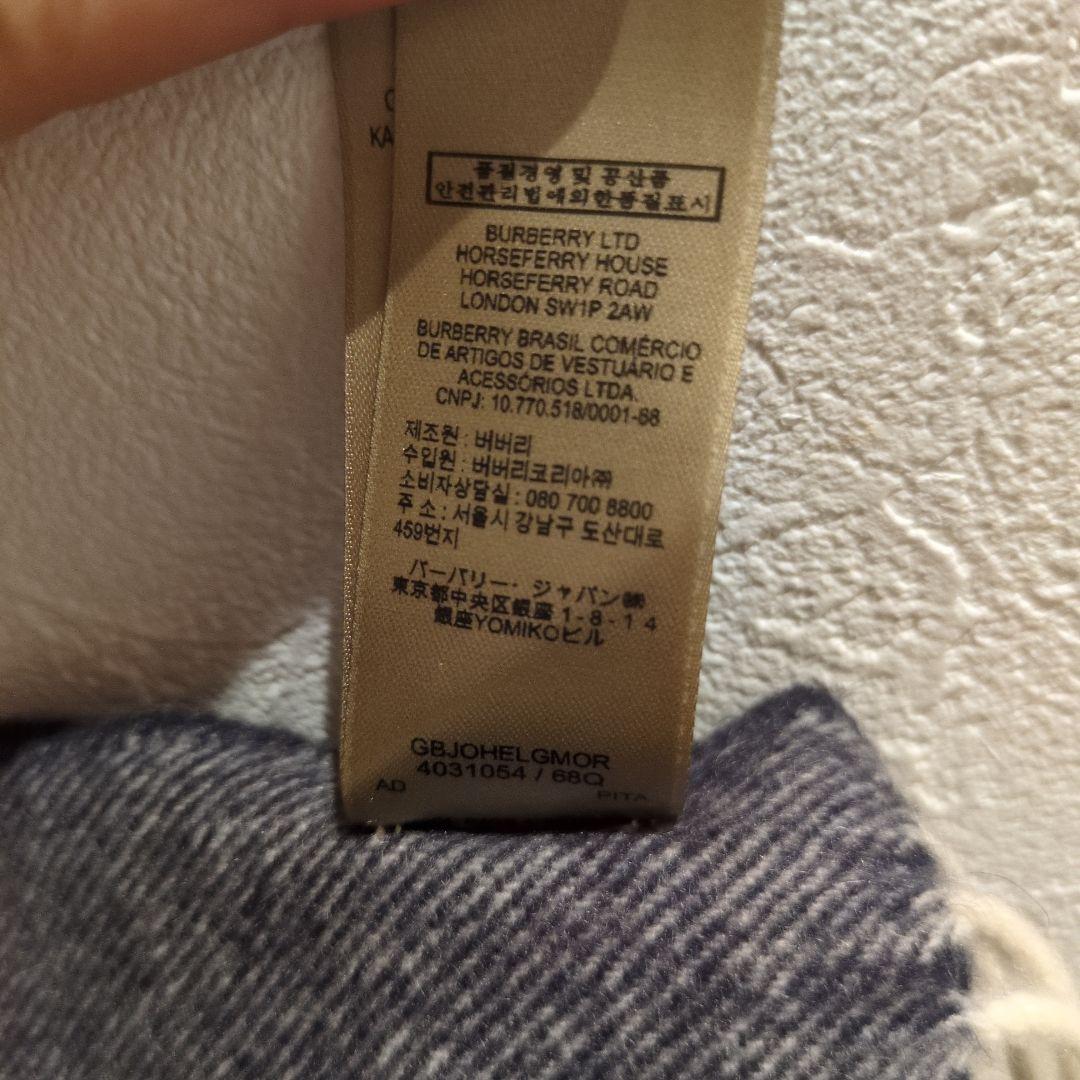 품질경영 및 공산품
안전관리법에의한품질표시
BURBERRY LTD
HORSEFERRY HOUSE
HORSEFERRY ROAD
LONDON SW1P 2AW
BURBERRY BRASIL COMÉRCIO
DE ARTIGOS DE VESTUÁRIO E
ACESSÓRIOS LTDA.
CNPJ: 10.770.518/0001-88
제조원 : 버버리
수입원 : 버버리코리아㈜
소비자상담실 : 080 700 8800
주 소 : 서울시 강남구 도산대로
459번지
バーバリー・ジャパン㈱
東京都中央区銀座1-8-14
銀座YOMIKOビル
GBJOHELGMOR
4031054 / 68Q
AD
PITA
KA